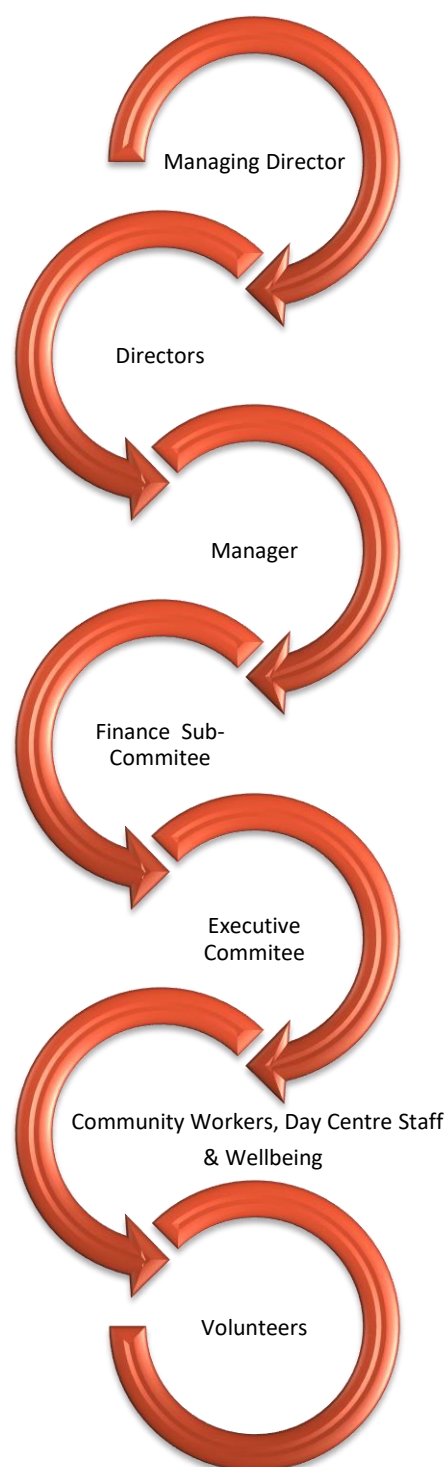 Managing Director
Directors
Manager
Finance  Sub-
Commitee
Executive
Commitee
Community Workers, Day Centre Staff
& Wellbeing
Volunteers